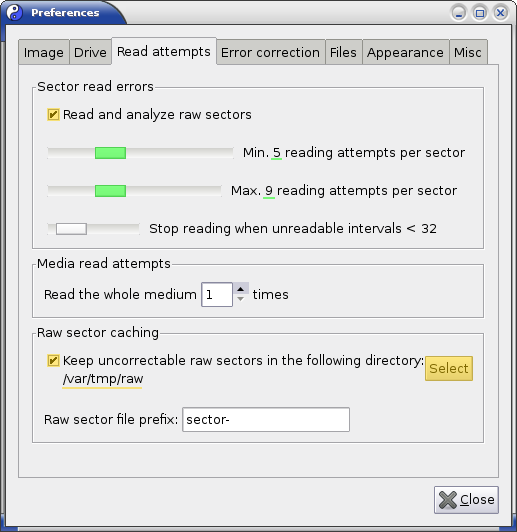 Preferences
Image Drive Read attempts Error correction Files Appearance Misc
Sector read errors
Read and analyze raw sectors
Min. 5 reading attempts per sector
Max. 9 reading attempts per sector
Stop reading when unreadable intervals < 32
Media read attempts
Read the whole medium 1 times
Raw sector caching
Keep uncorrectable raw sectors in the following directory:
/var/tmp/raw
Select
Raw sector file prefix: sector-
Close